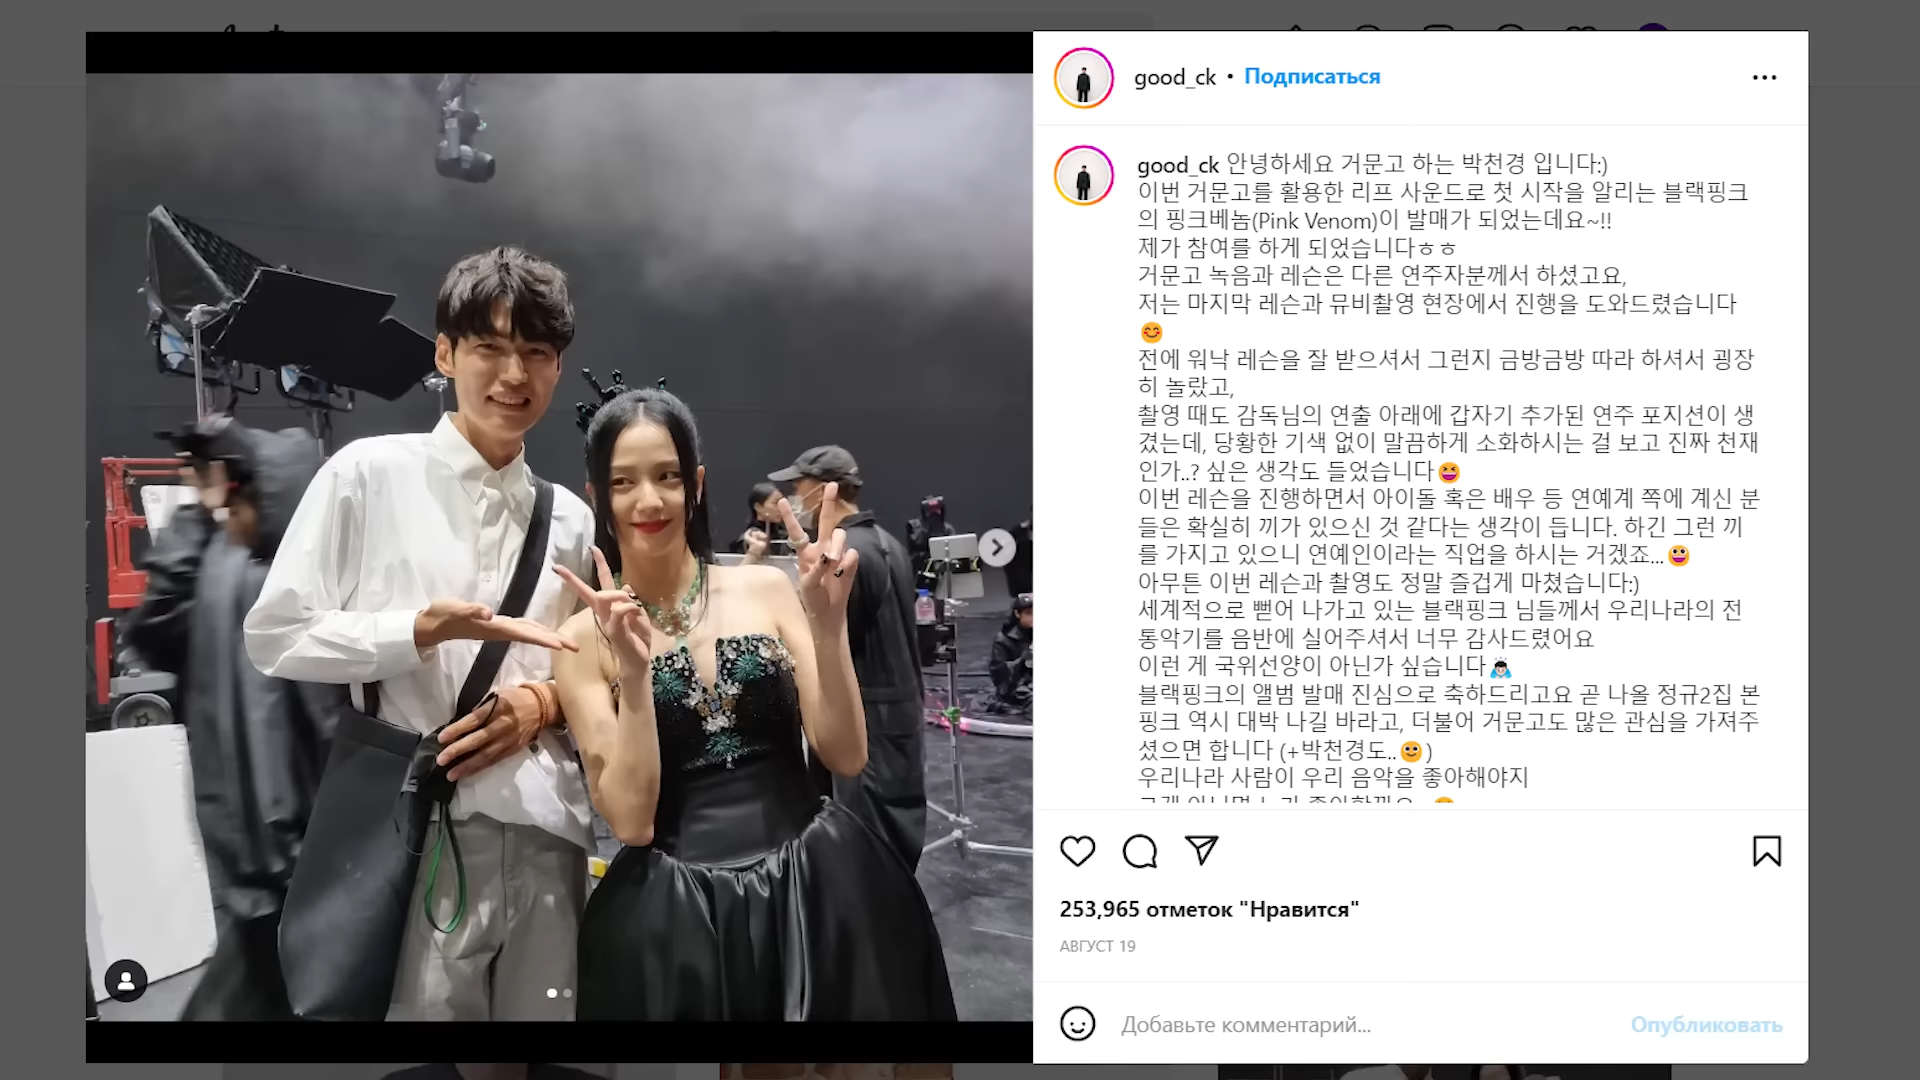 good_ck • Подписаться
good_ck 안녕하세요 거문고 하는 박천경 입니다:)
이번 거문고를 활용한 리프 사운드로 첫 시작을 알리는 블랙핑크
의 핑크베놈(Pink Venom)이 발매가 되었는데요~!!
제가 참여를 하게 되었습니다ㅎㅎ
거문고 녹음과 레슨은 다른 연주자분께서 하셨고요,
저는 마지막 레슨과 뮤비촬영 현장에서 진행을 도와드렸습니다
😊
전에 워낙 레슨을 잘 받으셔서 그런지 금방금방 따라 하셔서 굉장
히 놀랐고,
촬영 때도 감독님의 연출 아래에 갑자기 추가된 연주 포지션이 생
겼는데, 당황한 기색 없이 말끔하게 소화하시는 걸 보고 진짜 천재
인가..? 싶은 생각도 들었습니다😆
이번 레슨을 진행하면서 아이돌 혹은 배우 등 연예계 쪽에 계신 분
들은 확실히 끼가 있으신 것 같다는 생각이 듭니다. 하긴 그런 끼
를 가지고 있으니 연예인이라는 직업을 하시는 거겠죠...😀
아무튼 이번 레슨과 촬영도 정말 즐겁게 마쳤습니다:)
세계적으로 뻗어 나가고 있는 블랙핑크 님들께서 우리나라의 전
통악기를 음반에 실어주셔서 너무 감사드렸어요
이런 게 국위선양이 아닌가 싶습니다🙇🏻‍♂️
블랙핑크의 앨범 발매 진심으로 축하드리고요 곧 나올 정규2집 본
핑크 역시 대박 나길 바라고, 더불어 거문고도 많은 관심을 가져주
셨으면 합니다 (+박천경도..🙂)
우리나라 사람이 우리 음악을 좋아해야지
253,965 отметок "Нравится"
АВГУСТ 19
Добавьте комментарий...
Опубликовать